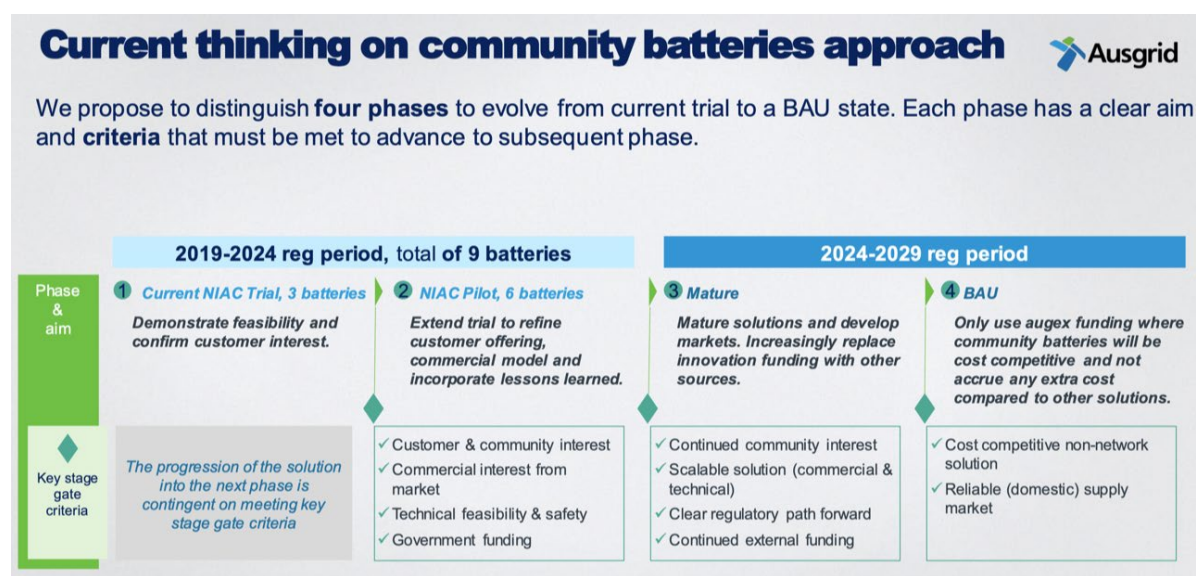 Current thinking on community batteries approach
Ausgrid
We propose to distinguish four phases to evolve from current trial to a BAU state. Each phase has a clear aim
and criteria that must be met to advance to subsequent phase.
2019-2024 reg period, total of 9 batteries
2024-2029 reg period
Phase
&
aim
1 Current NIAC Trial, 3 batteries
Demonstrate feasibility and
confirm customer interest.
2 NIAC Pilot, 6 batteries
Extend trial to refine
customer offering,
commercial model and
incorporate lessons learned.
3 Mature
Mature solutions and develop
markets. Increasingly replace
innovation funding with other
sources.
4 BAU
Only use augex funding where
community batteries will be
cost competitive and not
accrue any extra cost
compared to other solutions.
Key stage
gate
criteria
The progression of the solution
into the next phase is
contingent on meeting key
stage gate criteria
✓ Customer & community interest
✓ Commercial interest from
market
✓ Technical feasibility & safety
✓ Government funding
✓ Continued community interest
✓ Scalable solution (commercial &
technical)
✓ Clear regulatory path forward
✓ Continued external funding
✓ Cost competitive non-network
solution
✓ Reliable (domestic) supply
market